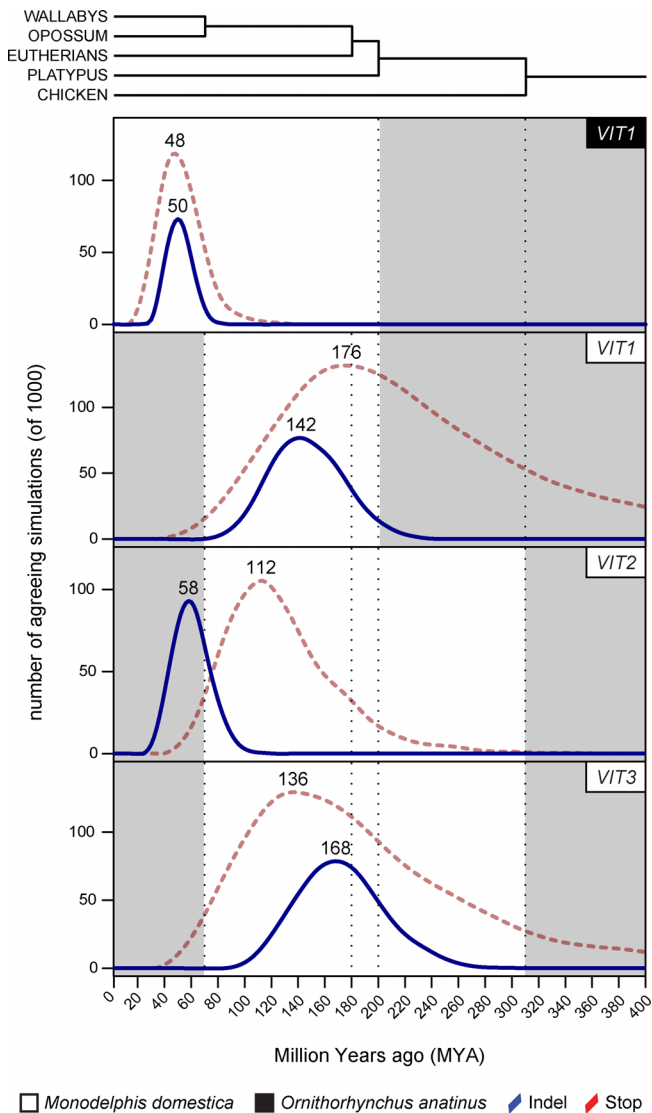 WALLABYS
OPOSSUM
EUTHERIANS
PLATYPUS
CHICKEN
VIT1
48
50
100
50
0
VIT1
176
142
100
50
0
VIT2
112
58
100
50
0
VIT3
136
168
100
50
0
number of agreeing simulations (of 1000)
0 20 40 60 80 100 120 140 160 180 200 220 240 260 280 300 320 340 360 380 400
Million Years ago (MYA)
Monodelphis domestica Ornithorhynchus anatinus Indel Stop